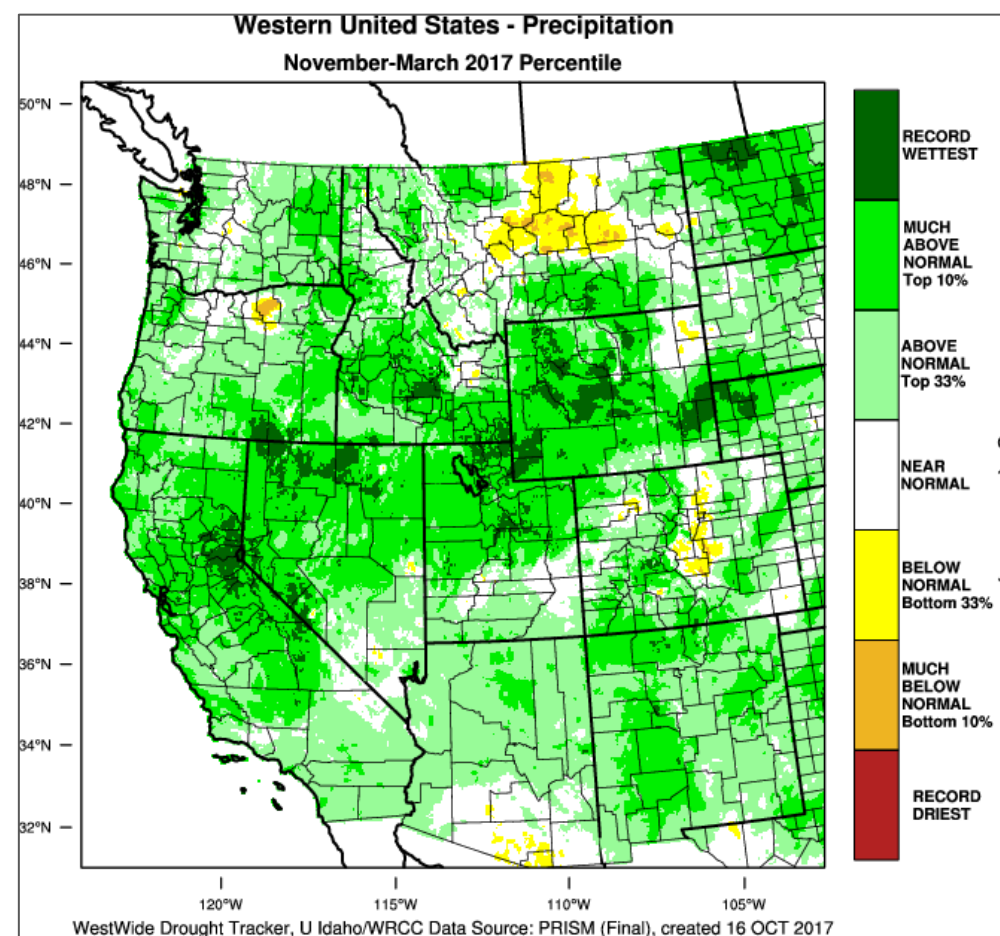 Western United States - Precipitation
November-March 2017 Percentile
50°N
48°N
46°N
44°N
42°N
40°N
38°N
36°N
34°N
32°N
120°W
115°W
110°W
105°W
RECORD
WETTEST
MUCH
ABOVE
NORMAL
Top 10%
ABOVE
NORMAL
Top 33%
NEAR
NORMAL
BELOW
NORMAL
Bottom 33%
MUCH
BELOW
NORMAL
Bottom 10%
RECORD
DRIEST
WestWide Drought Tracker, U Idaho/WRCC Data Source: PRISM (Final), created 16 OCT 2017